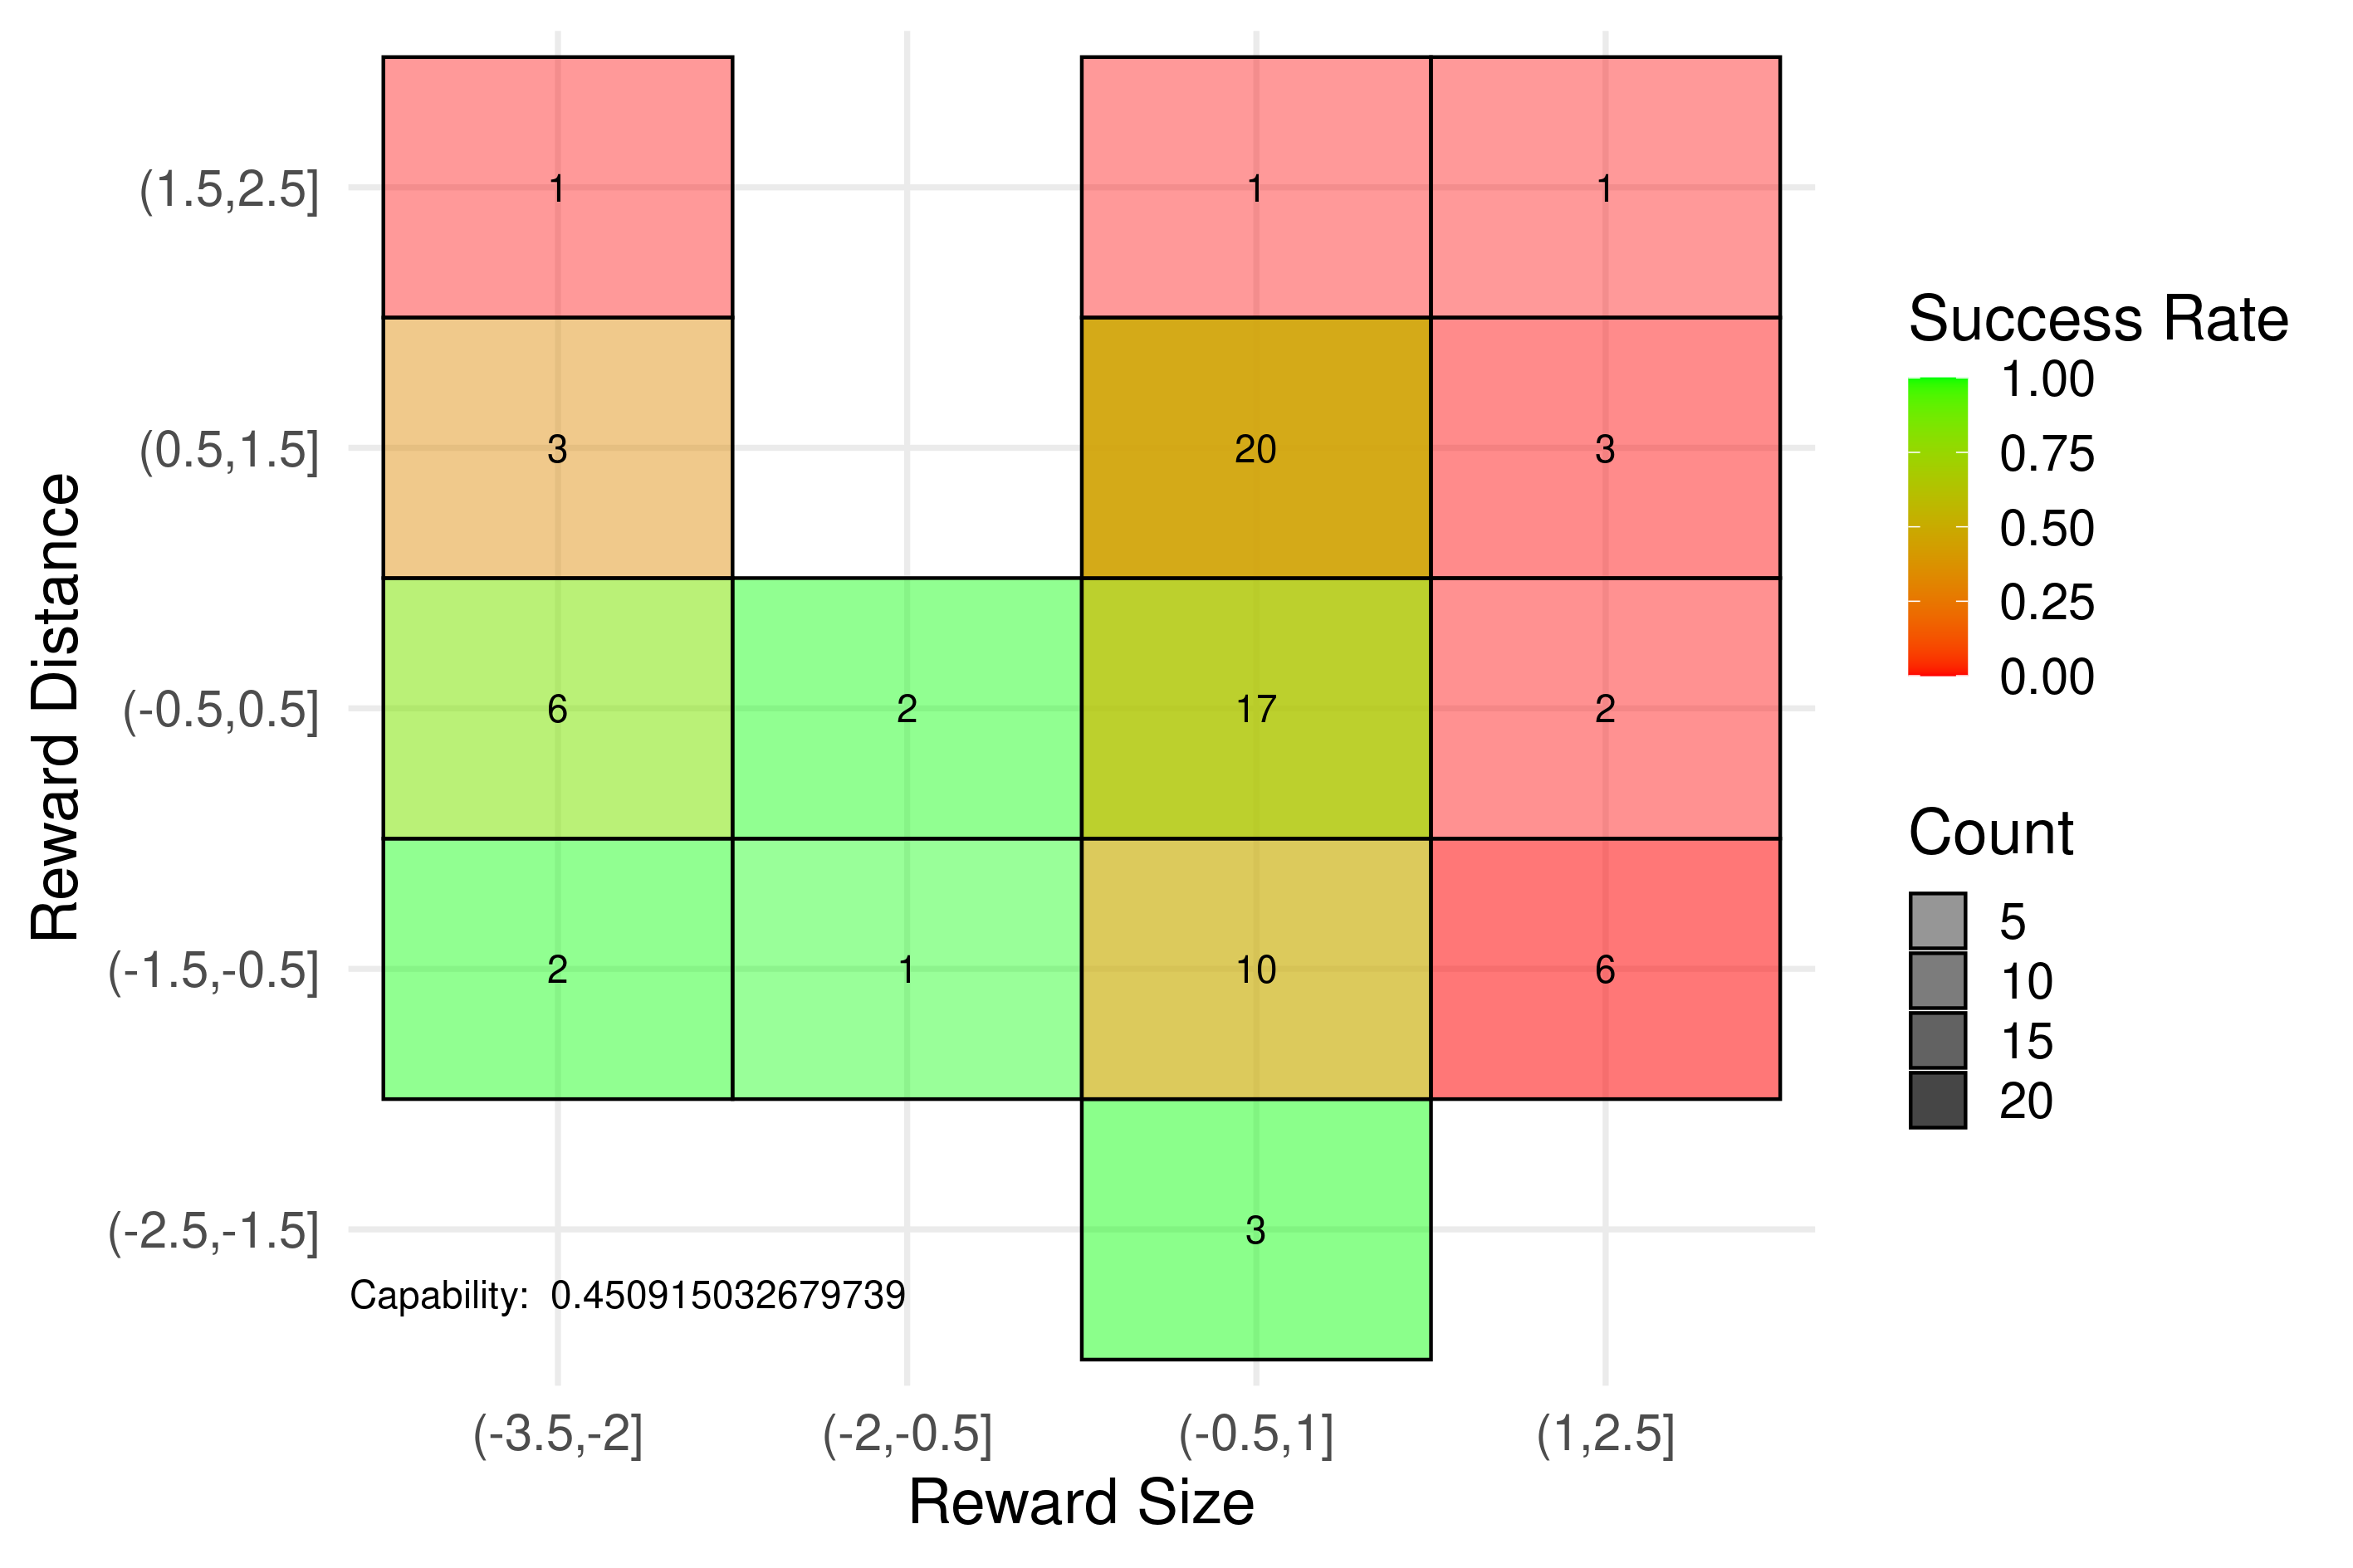 Reward Distance
(1.5,2.5]
(0.5,1.5]
(-0.5,0.5]
(-1.5,-0.5]
(-2.5,-1.5]
1 1 1
3 20 3
6 2 17 2
2 1 10 6
3
Capability: 0.450915032679739
(-3.5,-2] (-2,-0.5] (-0.5,1] (1,2.5]
Reward Size
Success Rate
1.00
0.75
0.50
0.25
0.00
Count
5
10
15
20